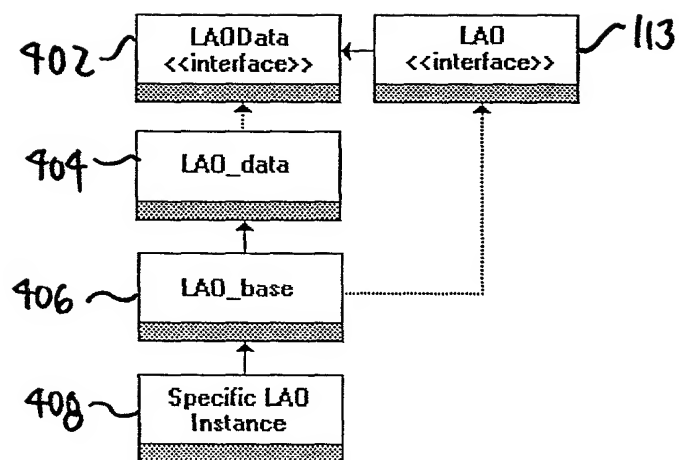 402
LAOData
<<interface>>
LAO
<<interface>>
113
404
LAO_data
406
LAO_base
408
Specific LAO
Instance